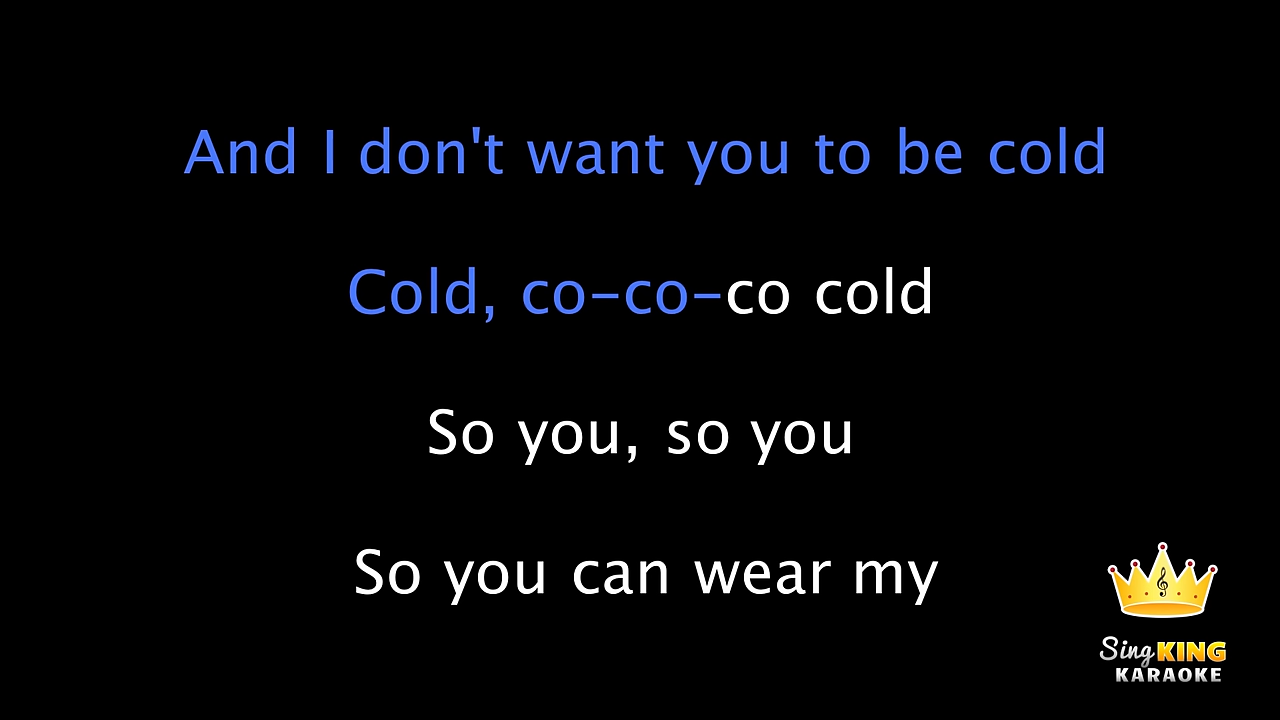 And I don't want you to be cold
Cold, co-co-co cold
So you, so you
So you can wear my
Sing KING
KARAOKE